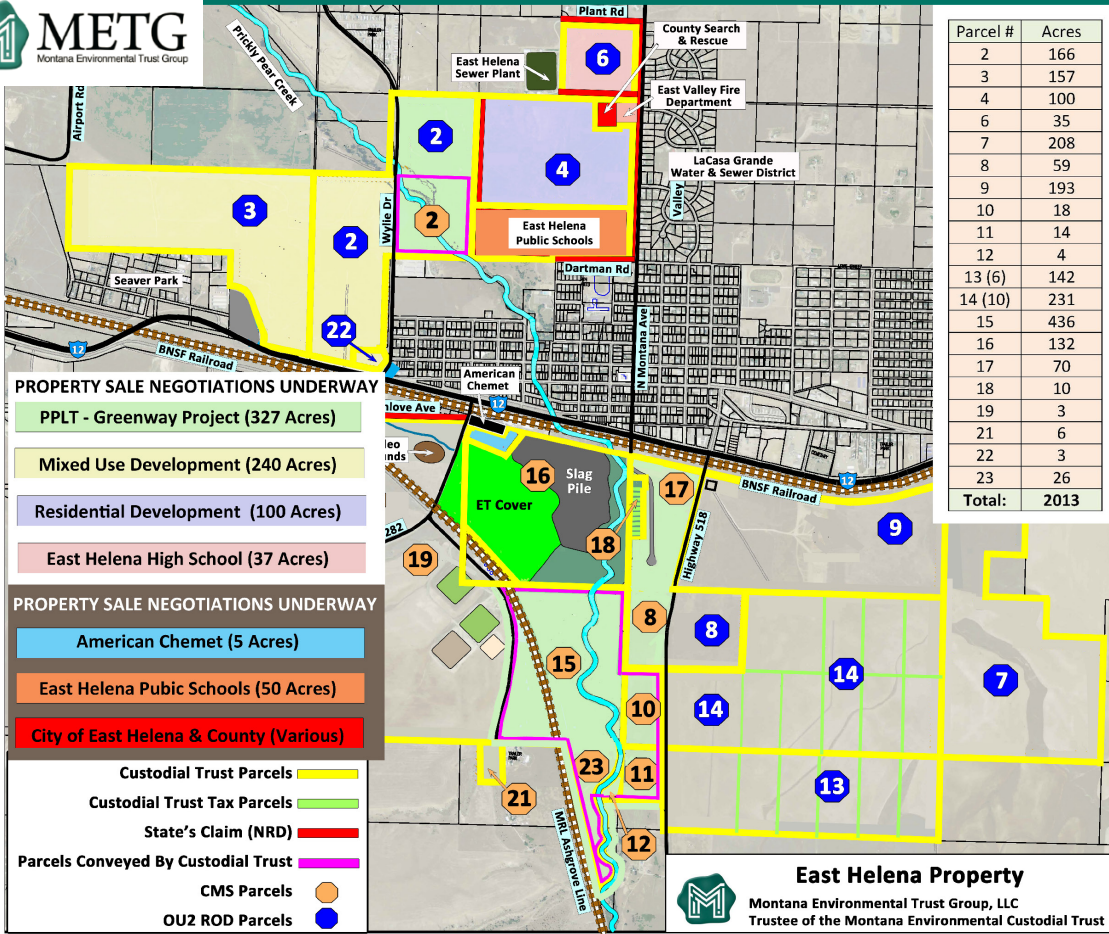 METG
Montana Environmental Trust Group
Plant Rd
County Search
& Rescue
6
East Helena
Sewer Plant
East Valley Fire
Department
Prickly Pear Creek
Airport Rd
2
4
LaCasa Grande
Water & Sewer District
Valley
3
2
Wylie Dr
2
East Helena
Public Schools
Dartman Rd
Seaver Park
22
12
BNSF Railroad
N Montana Ave
American
Chemet
12
BNSF Railroad
12
16
Slag
Pile
ET Cover
17
18
Highway 518
9
282
19
8
8
15
14
7
10
14
23
11
13
21
12
MRL Ashgrove Line
TRAILER
PARK
Parcel # Acres
2 166
3 157
4 100
6 35
7 208
8 59
9 193
10 18
11 14
12 4
13 (6) 142
14 (10) 231
15 436
16 132
17 70
18 10
19 3
21 6
22 3
23 26
Total: 2013
PROPERTY SALE NEGOTIATIONS UNDERWAY
PPLT - Greenway Project (327 Acres)
Mixed Use Development (240 Acres)
Residential Development (100 Acres)
East Helena High School (37 Acres)
PROPERTY SALE NEGOTIATIONS UNDERWAY
American Chemet (5 Acres)
East Helena Pubic Schools (50 Acres)
City of East Helena & County (Various)
Custodial Trust Parcels
Custodial Trust Tax Parcels
State's Claim (NRD)
Parcels Conveyed By Custodial Trust
CMS Parcels
OU2 ROD Parcels
East Helena Property
Montana Environmental Trust Group, LLC
Trustee of the Montana Environmental Custodial Trust